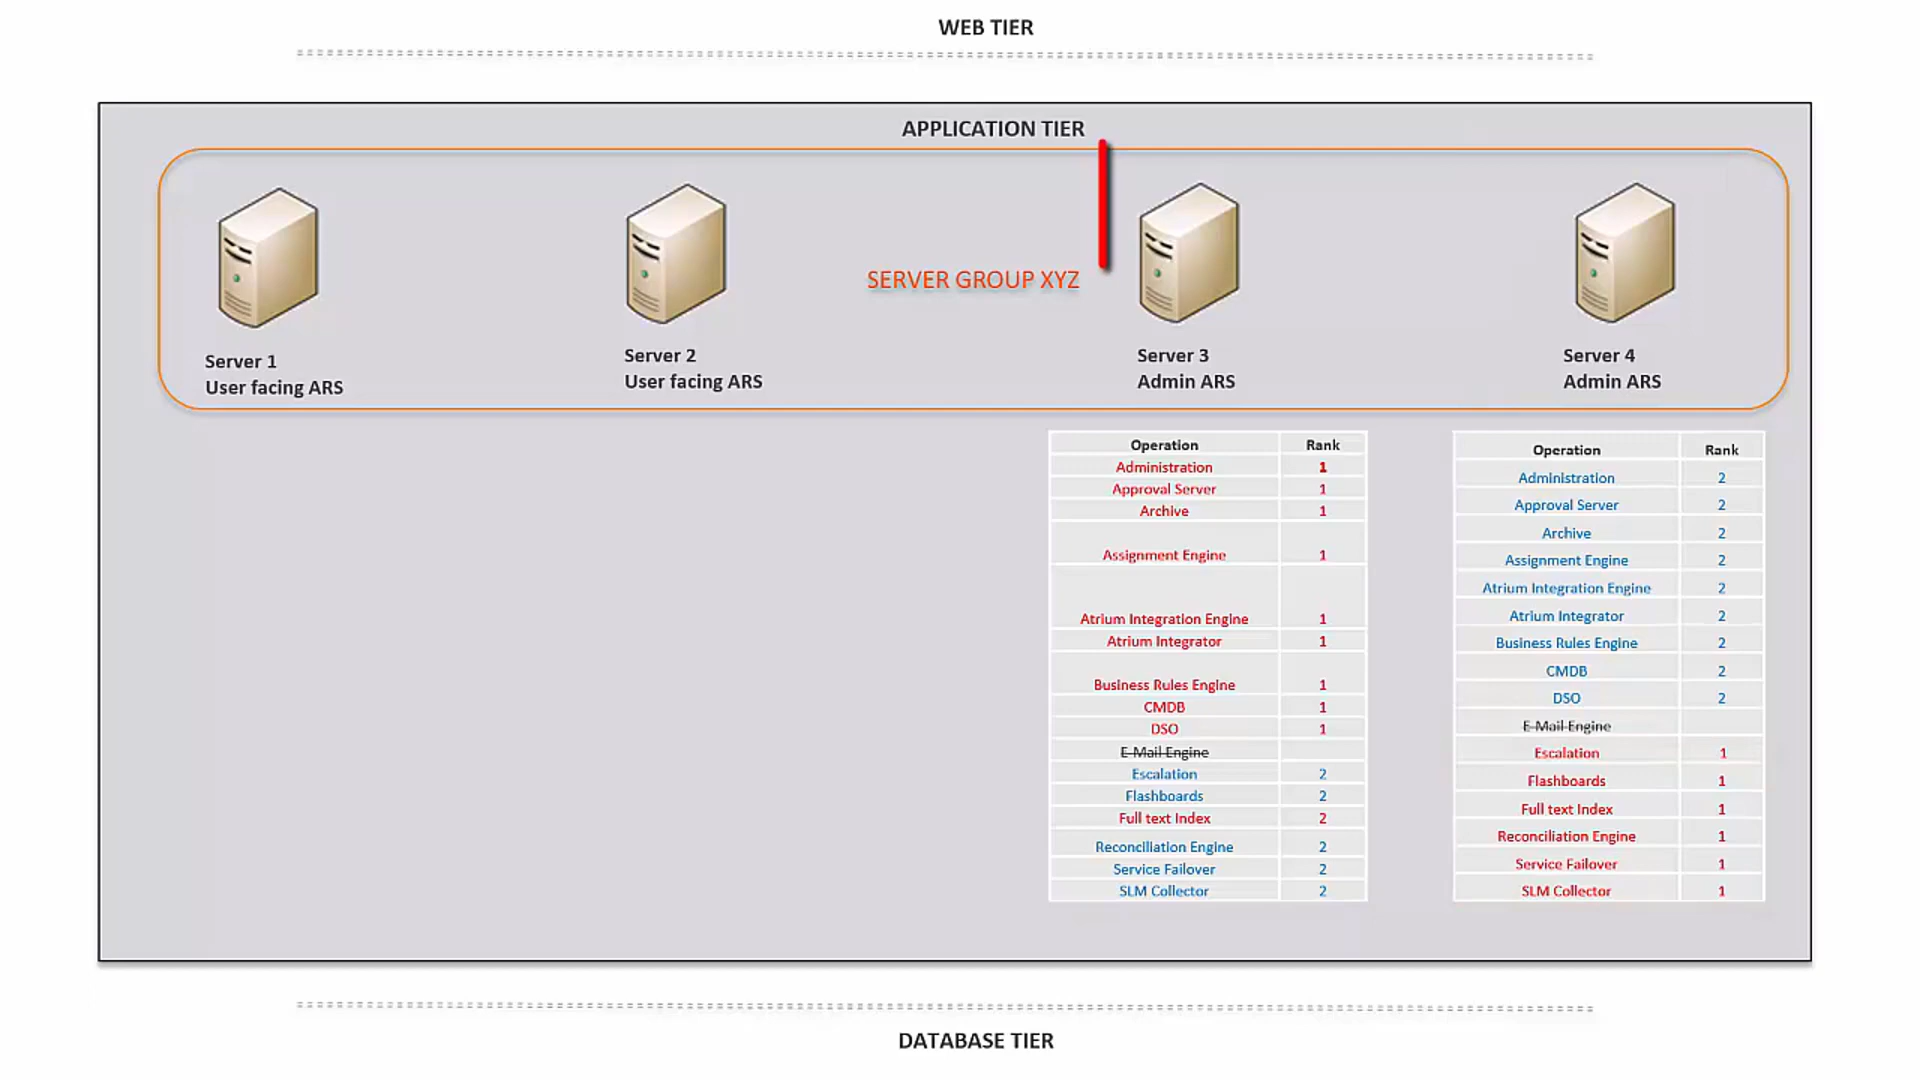 WEB TIER
APPLICATION TIER
SERVER GROUP XYZ
Server 1
User facing ARS
Server 2
User facing ARS
Server 3
Admin ARS
Server 4
Admin ARS
Operation Rank
Administration 1
Approval Server 1
Archive 1
Assignment Engine 1
Atrium Integration Engine 1
Atrium Integrator 1
Business Rules Engine 1
CMDB 1
DSO 1
E-Mail Engine
Escalation 2
Flashboards 2
Full text Index 2
Reconciliation Engine 2
Service Failover 2
SLM Collector 2
Operation Rank
Administration 2
Approval Server 2
Archive 2
Assignment Engine 2
Atrium Integration Engine 2
Atrium Integrator 2
Business Rules Engine 2
CMDB 2
DSO 2
E-Mail Engine
Escalation 1
Flashboards 1
Full text Index 1
Reconciliation Engine 1
Service Failover 1
SLM Collector 1
DATABASE TIER